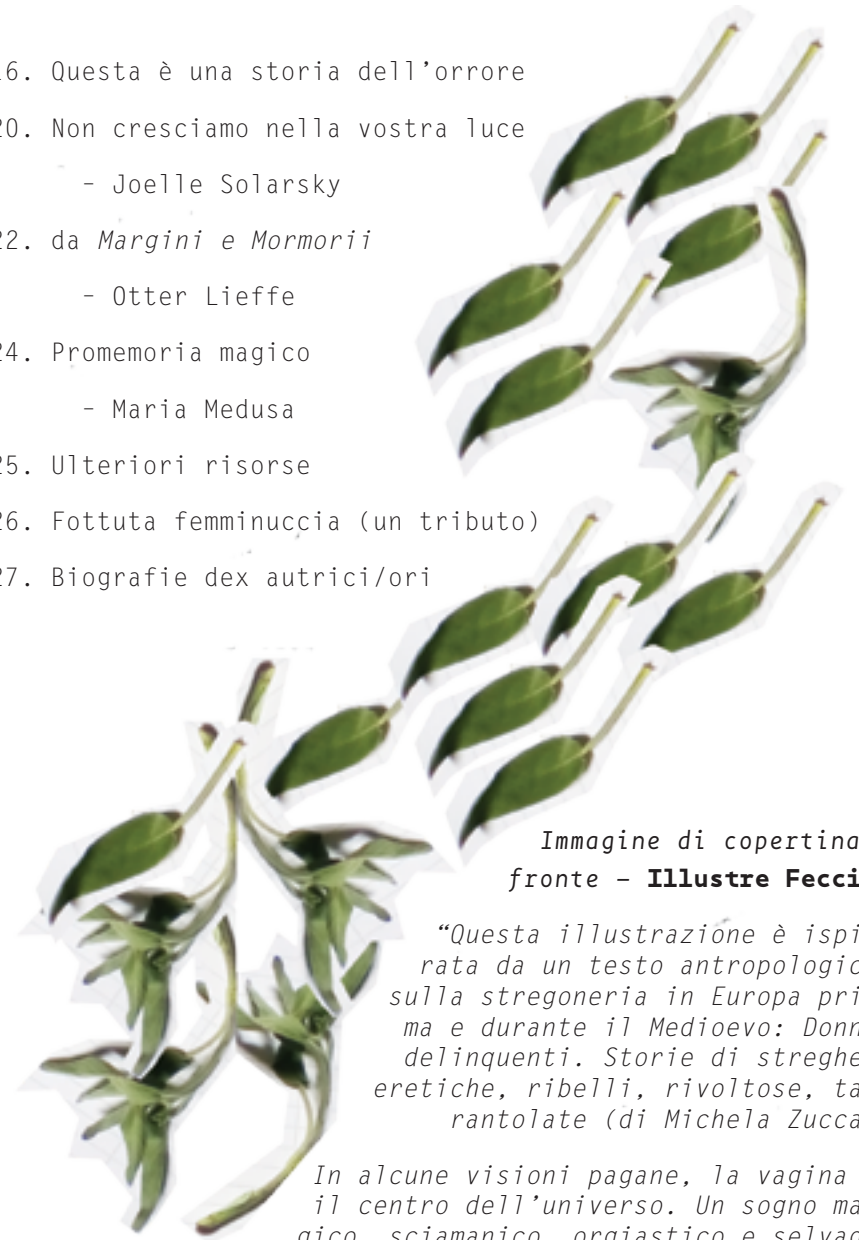 16. Questa è una storia dell’orrore
20. Non cresciamo nella vostra luce
– Joelle Solarsky
22. da Margini e Mormorii
– Otter Lieffe
24. Promemoria magico
– Maria Medusa
25. Ulteriori risorse
26. Fottuta femminuccia (un tributo)
27. Biografie dex autrici/ori
Immagine di copertina
fronte – Illustre Fecci
“Questa illustrazione è ispi
rata da un testo antropologic
sulla stregoneria in Europa pri
ma e durante il Medioevo: Donn
delinquenti. Storie di streghe
eretiche, ribelli, rivoltose, ta
rantolate (di Michela Zucca
In alcune visioni pagane, la vagina
il centro dell’universo. Un sogno ma
gico, sciamanico, orgiastico e selvag